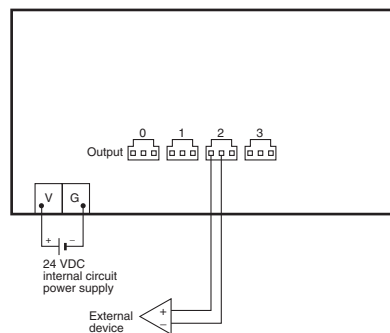 0 1 2 3
Output
V G
+ −
24 VDC
internal circuit
power supply
+
External
device
−